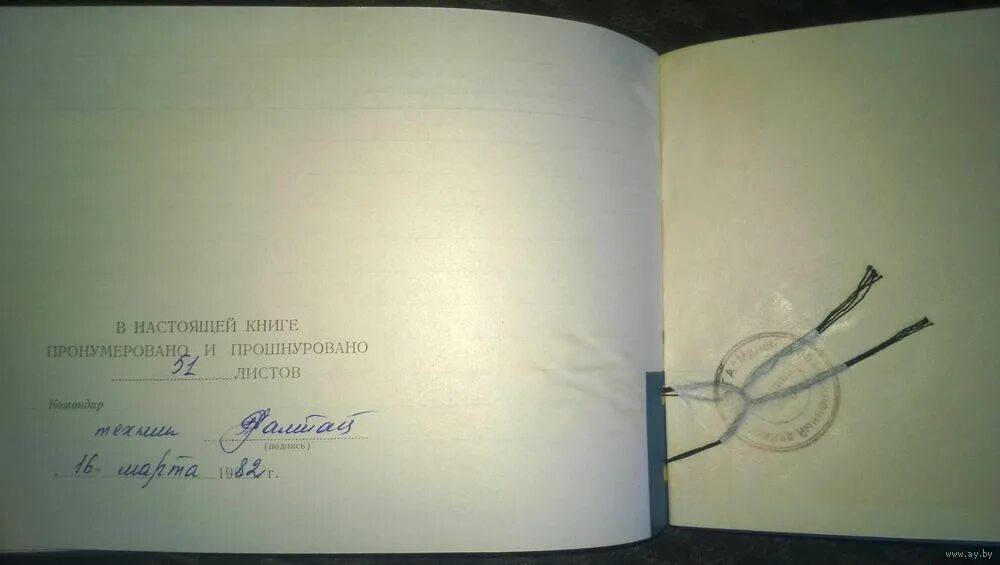 В НАСТОЯЩЕЙ КНИГЕ
ПРОНУМЕРОВАНО И ПРОШНУРОВАНО
51 ЛИСТОВ
Командир
(подпись)
„16" марта 1982 г.
www.ay.by